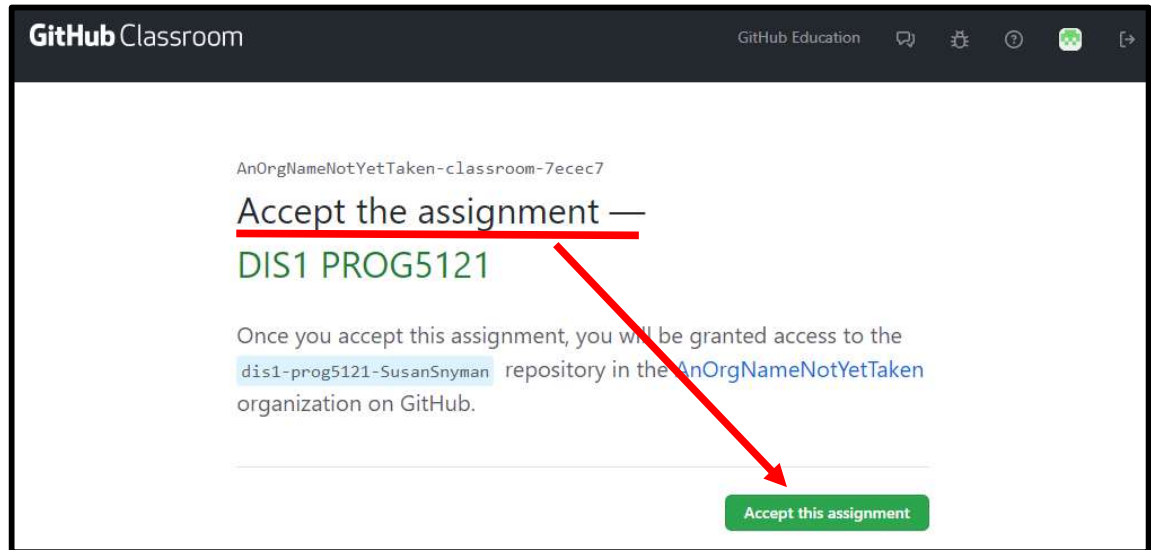 GitHub Classroom
GitHub Education
AnOrgNameNotYetTaken-classroom-7ecec7
Accept the assignment —
DIS1 PROG5121
Once you accept this assignment, you will be granted access to the
dis1-prog5121-SusanSnyman repository in the AnOrgNameNotYetTaken
organization on GitHub.
Accept this assignment